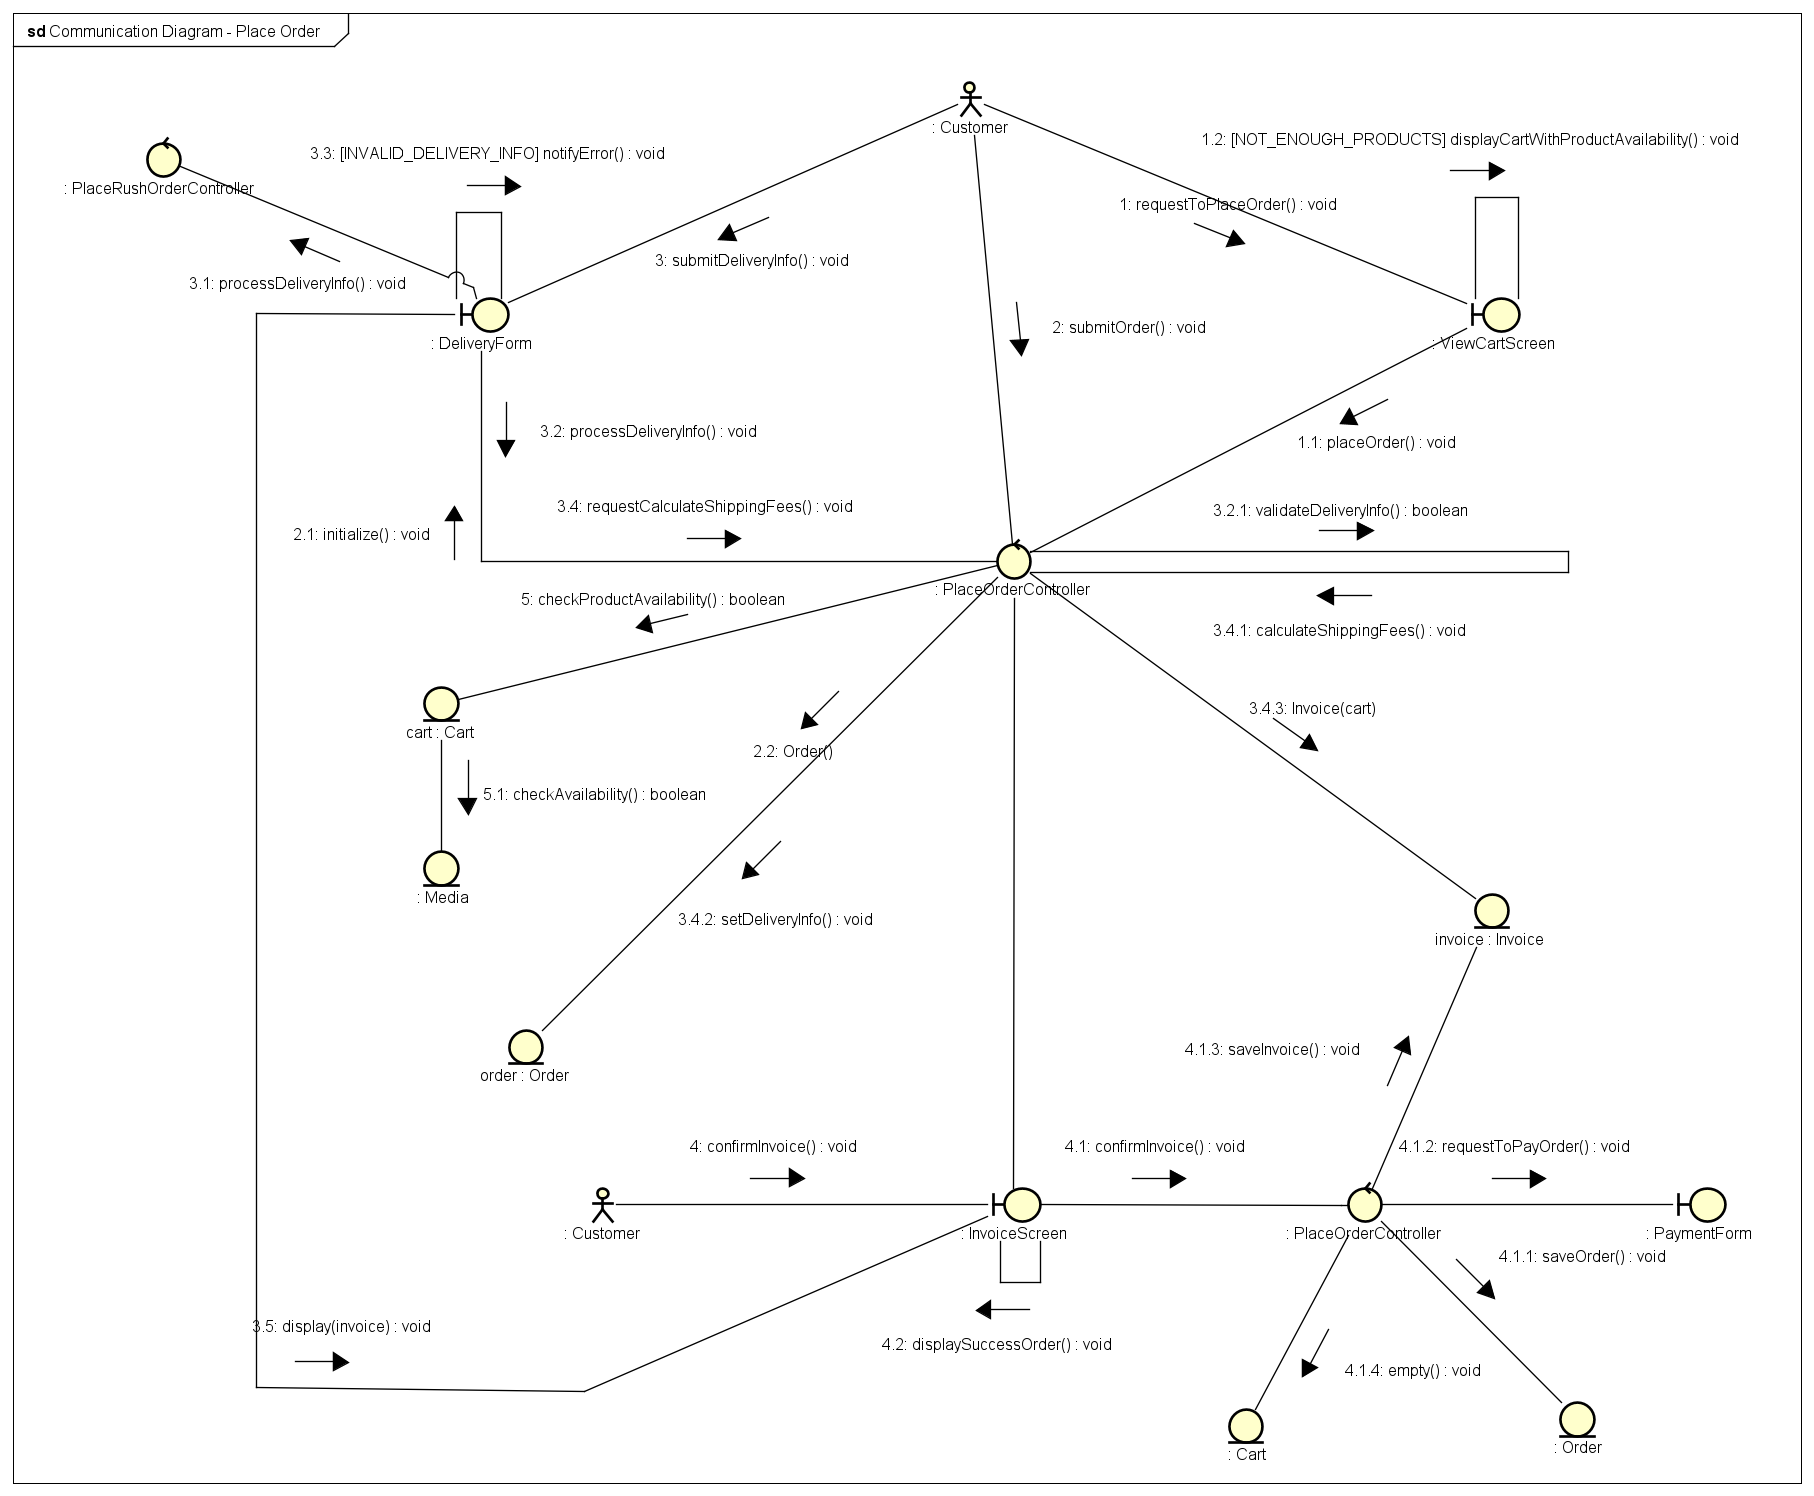 sd Communication Diagram - Place Order
: Customer
1.2: [NOT_ENOUGH_PRODUCTS] displayCartWithProductAvailability() : void
3.3: [INVALID_DELIVERY_INFO] notifyError() : void
: PlaceRushOrderController
1: requestToPlaceOrder() : void
3: submitDeliveryInfo() : void
3.1: processDeliveryInfo() : void
2: submitOrder() : void
: DeliveryForm
: ViewCartScreen
3.2: processDeliveryInfo() : void
1.1: placeOrder() : void
3.4: requestCalculateShippingFees() : void
3.2.1: validateDeliveryInfo() : boolean
2.1: initialize() : void
: PlaceOrderController
5: checkProductAvailability() : boolean
3.4.1: calculateShippingFees() : void
3.4.3: Invoice(cart)
cart : Cart
2.2: Order()
5.1: checkAvailability() : boolean
: Media
3.4.2: setDeliveryInfo() : void
invoice : Invoice
4.1.3: saveInvoice() : void
order : Order
4: confirmInvoice() : void
4.1: confirmInvoice() : void
4.1.2: requestToPayOrder() : void
: Customer
: InvoiceScreen
: PlaceOrderController
: PaymentForm
4.1.1: saveOrder() : void
3.5: display(invoice) : void
4.2: displaySuccessOrder() : void
4.1.4: empty() : void
: Cart
: Order